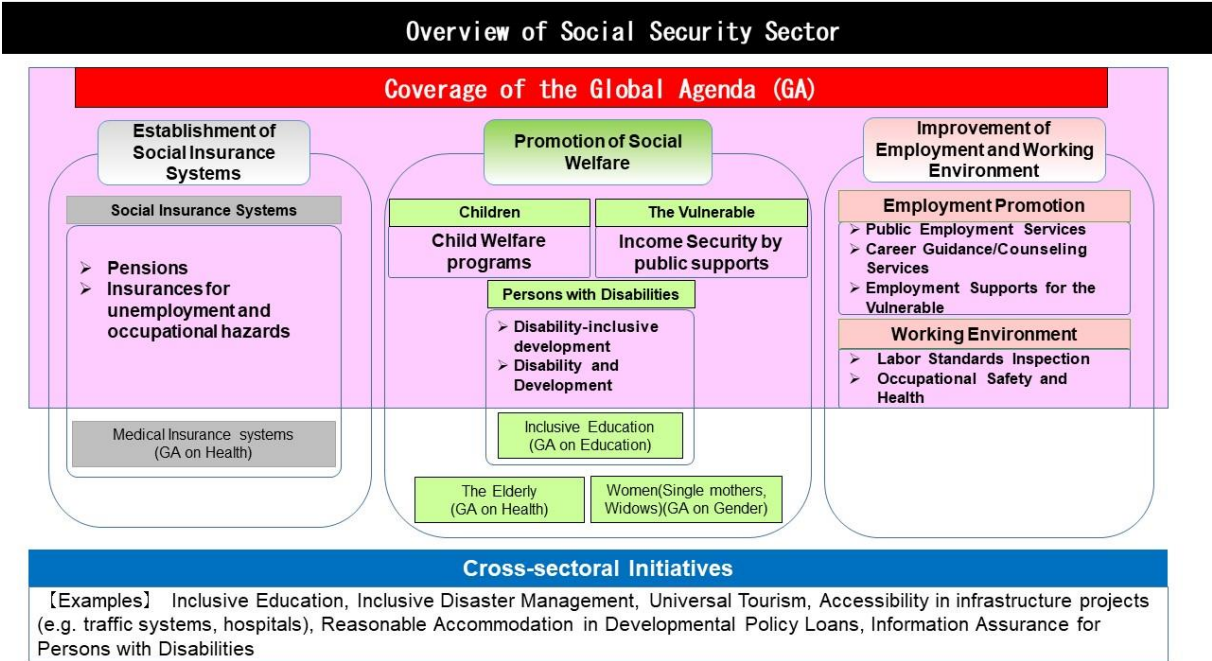 Overview of Social Security Sector
Coverage of the Global Agenda (GA)
Establishment of
Social Insurance
Systems
Social Insurance Systems
➢ Pensions
➢ Insurances for
unemployment and
occupational hazards
Medical Insurance systems
(GA on Health)
Promotion of Social
Welfare
Children
Child Welfare
programs
The Vulnerable
Income Security by
public supports
Persons with Disabilities
➢ Disability-inclusive
development
➢ Disability and
Development
Inclusive Education
(GA on Education)
The Elderly
(GA on Health)
Women(Single mothers,
Widows)(GA on Gender)
Improvement of
Employment and Working
Environment
Employment Promotion
➢ Public Employment Services
➢ Career Guidance/Counseling
Services
➢ Employment Supports for the
Vulnerable
Working Environment
➢ Labor Standards Inspection
➢ Occupational Safety and
Health
Cross-sectoral Initiatives
【Examples】 Inclusive Education, Inclusive Disaster Management, Universal Tourism, Accessibility in infrastructure projects
(e.g. traffic systems, hospitals), Reasonable Accommodation in Developmental Policy Loans, Information Assurance for
Persons with Disabilities